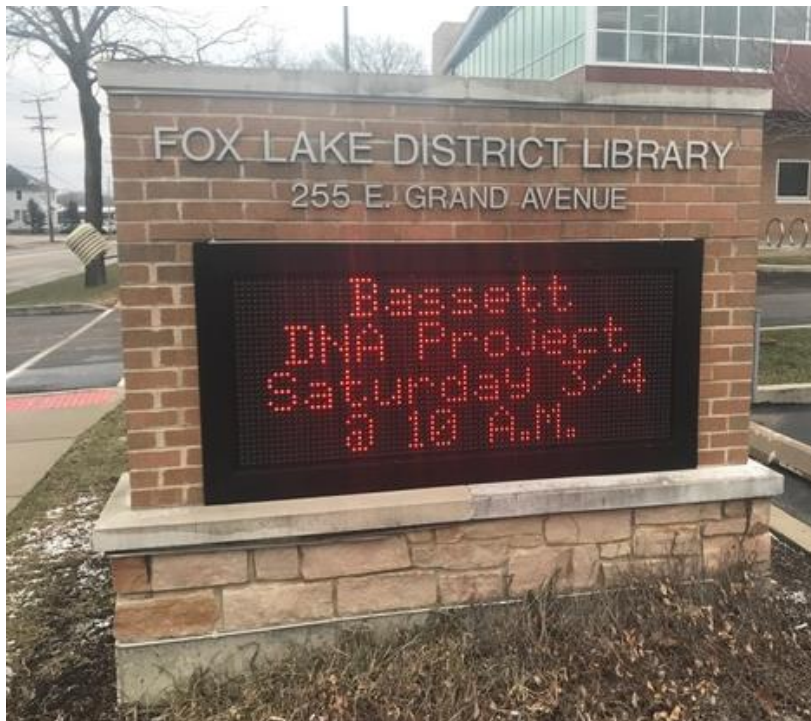 FOX LAKE DISTRICT LIBRARY
255 E. GRAND AVENUE
Bassett
DNA Project
Saturday 3/4
@ 10 A.M.